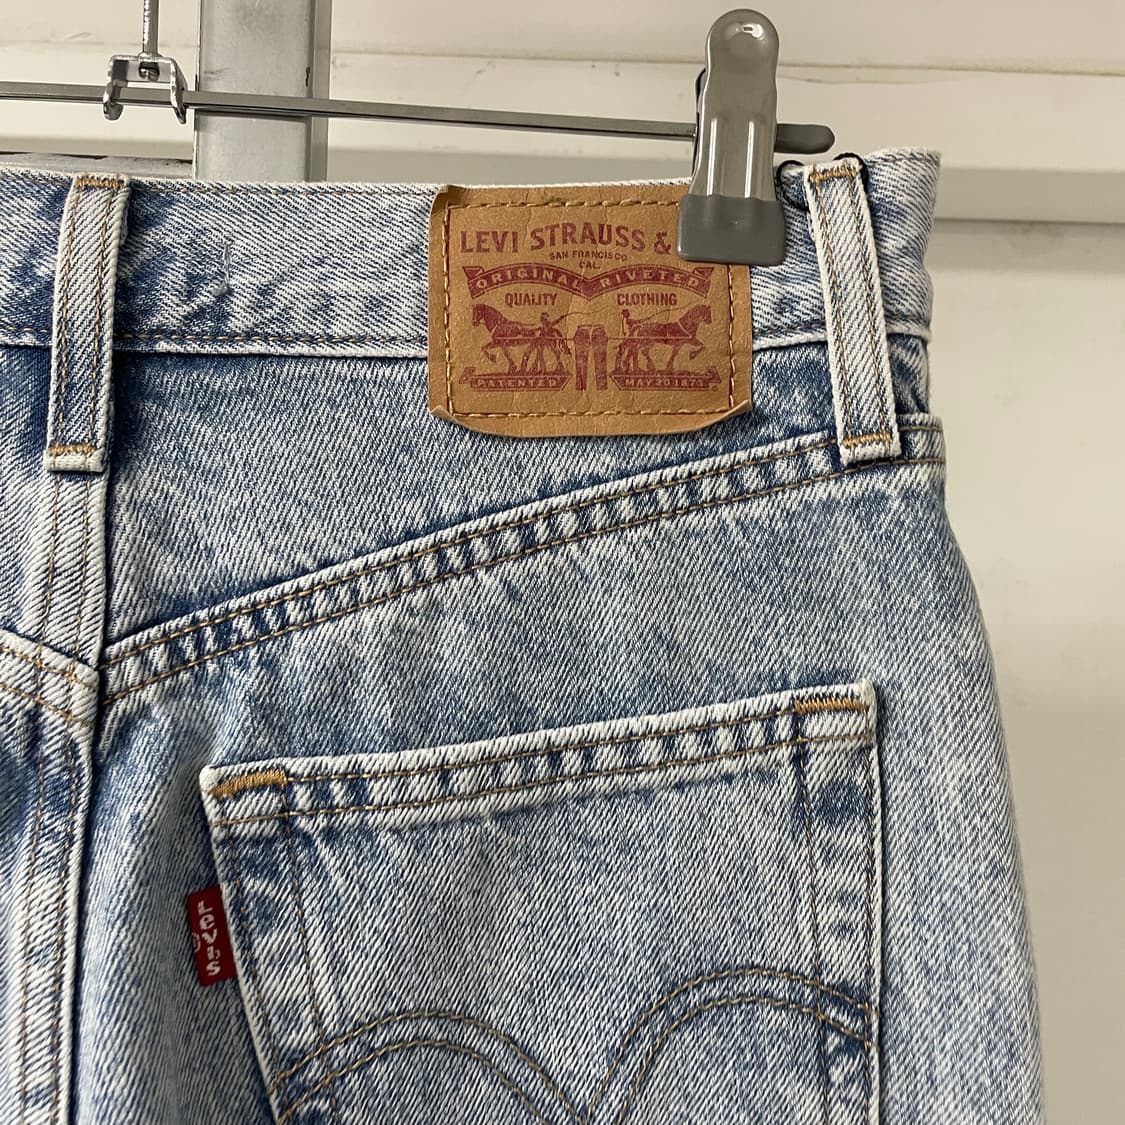 LEVI STRAUSS &
SAN FRANCISCO
CAL.
ORIGINAL RIVETED
QUALITY CLOTHING
PATENTED MAY 20 1873
Levi's